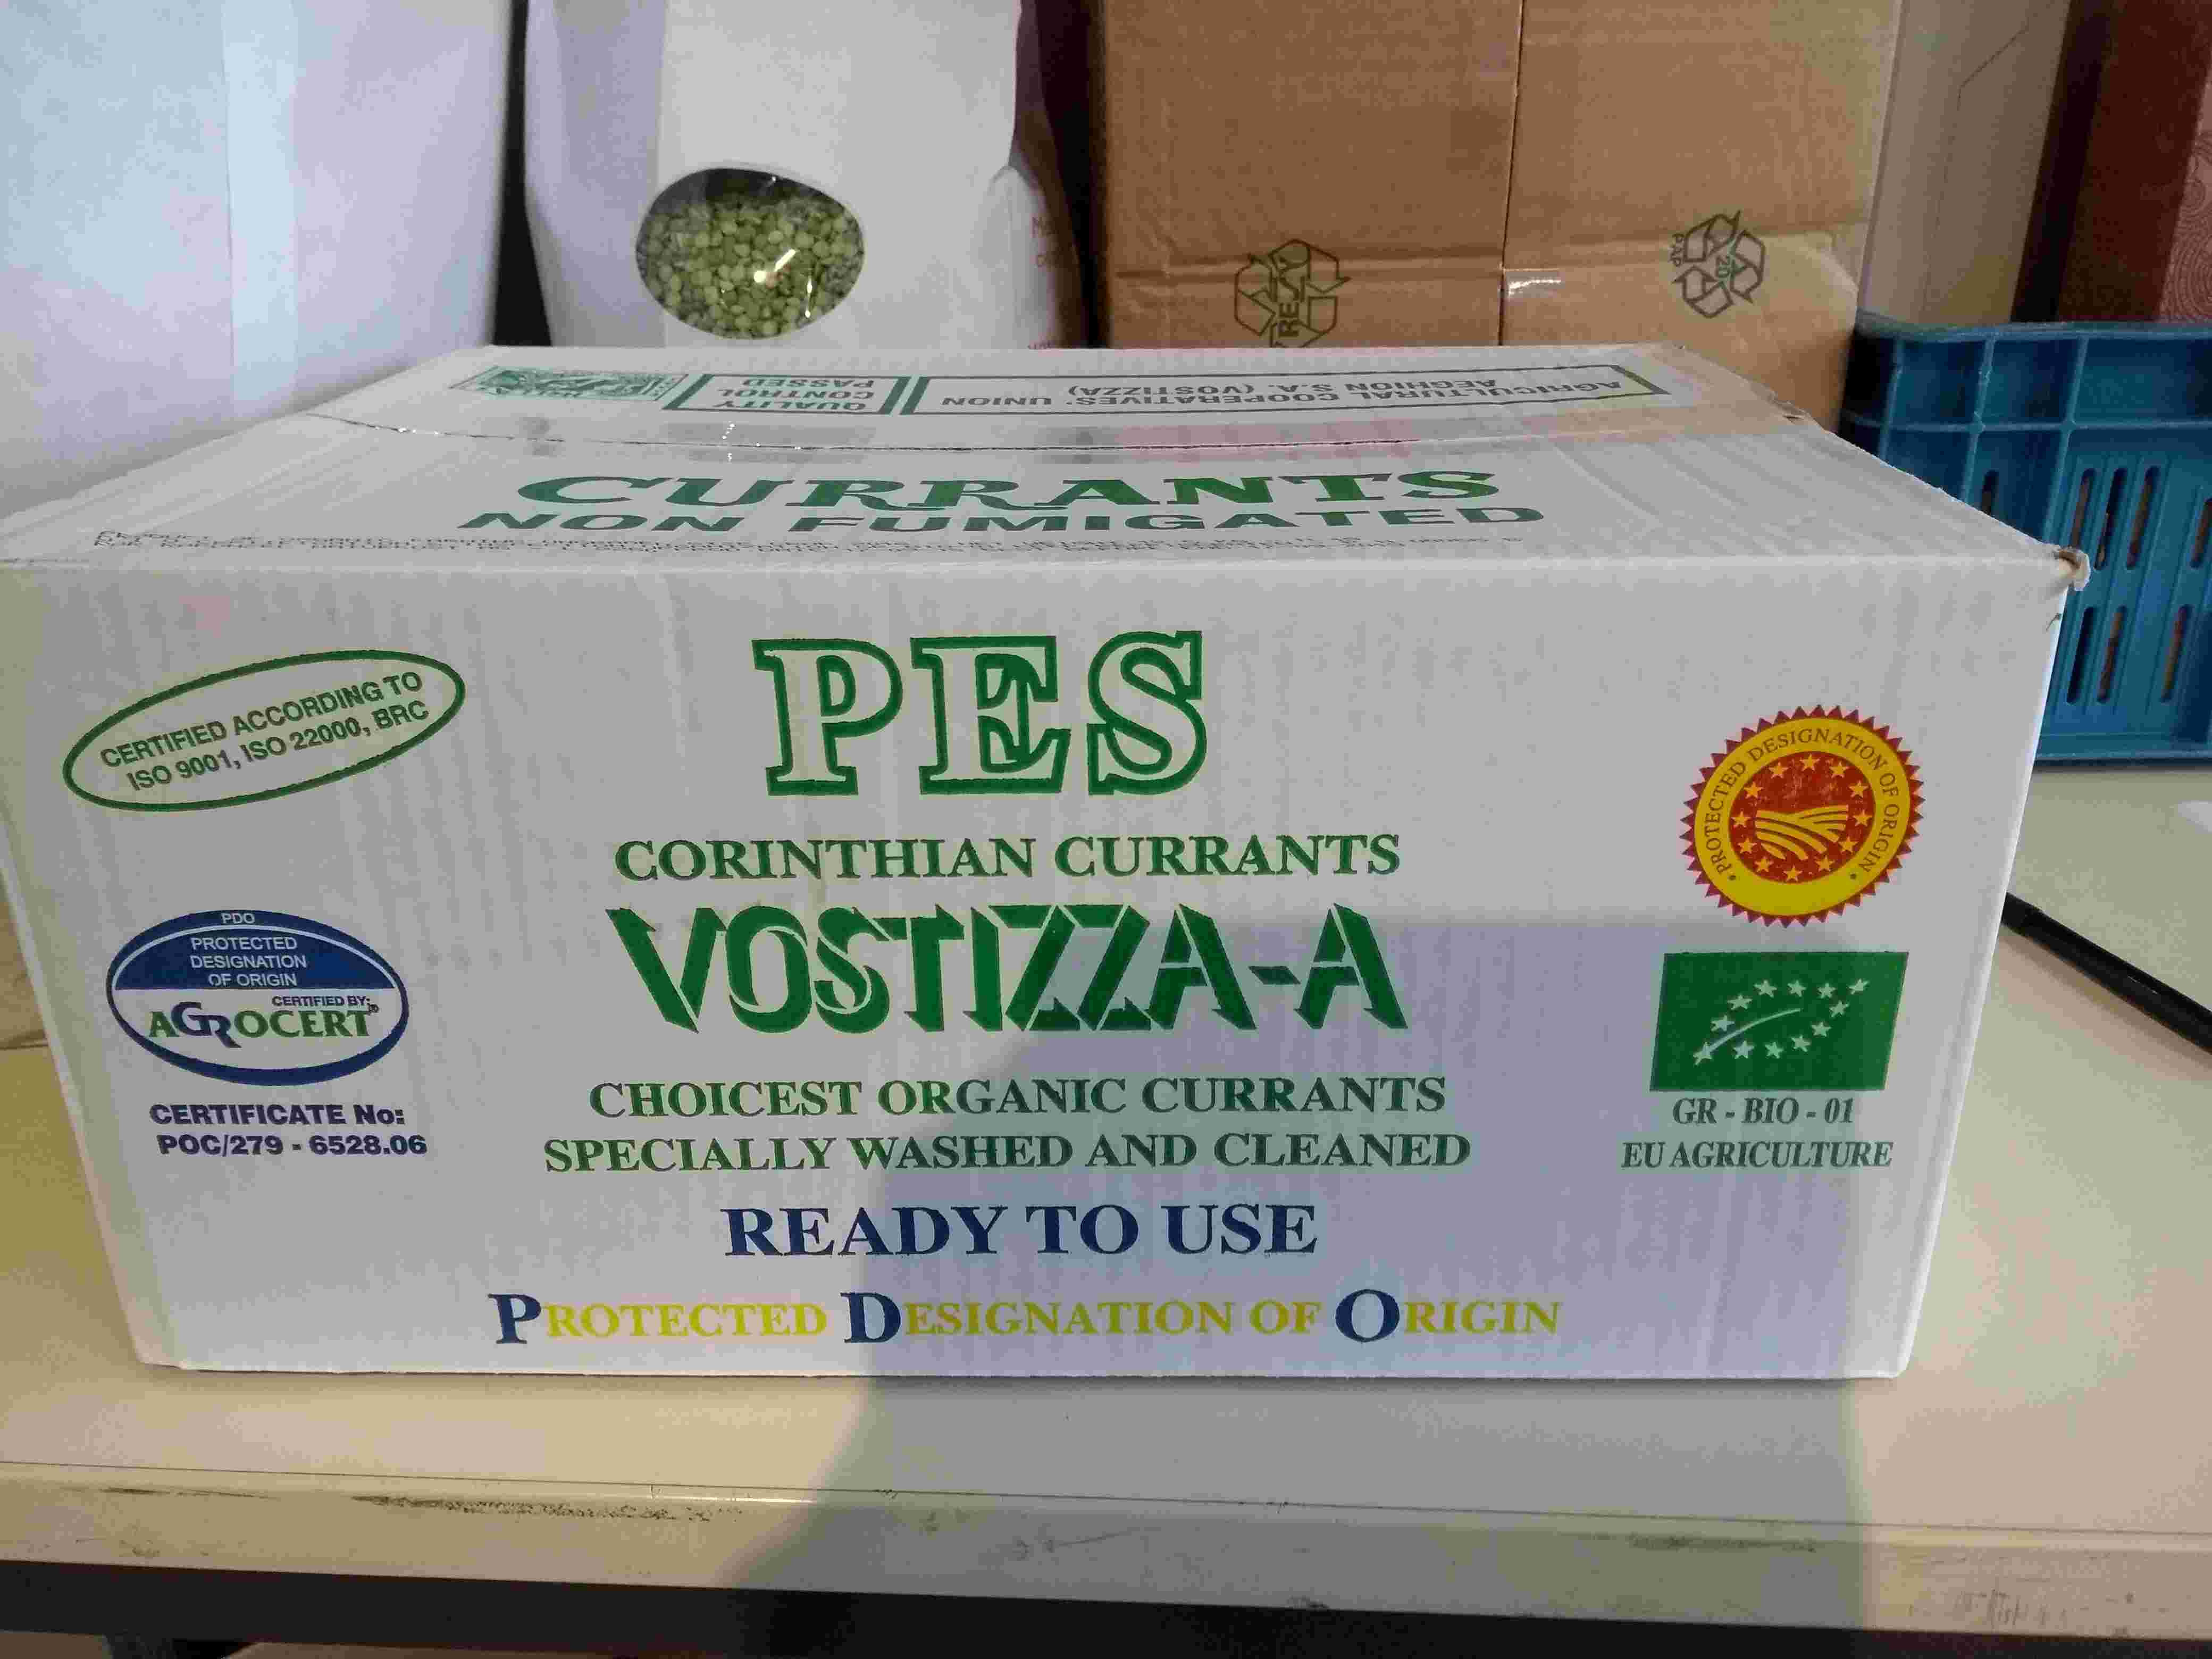 AGRICULTURAL COOPERATIVES' UNION
AEGHION S.A. (VOSTIZZA)
QUALITY
CONTROL
PASSED
CURRANTS
NON FUMIGATED
PES
CERTIFIED ACCORDING TO
ISO 9001, ISO 22000, BRC
CORINTHIAN CURRANTS
VOSTIZZA-A
• PROTECTED DESIGNATION OF ORIGIN •
PDO
PROTECTED
DESIGNATION
OF ORIGIN
CERTIFIED BY:
AGROCERT®
CERTIFICATE No:
POC/279 - 6528.06
CHOICEST ORGANIC CURRANTS
SPECIALLY WASHED AND CLEANED
READY TO USE
PROTECTED DESIGNATION OF ORIGIN
GR - BIO - 01
EU AGRICULTURE
RESY
20
PAP